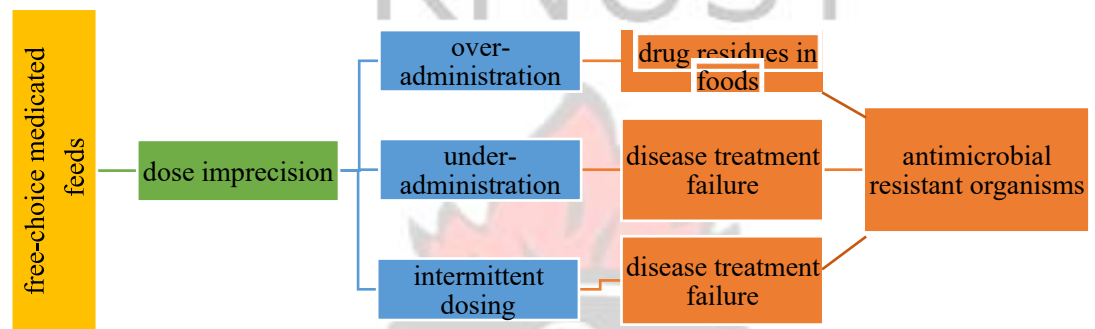 KNUST
free-choice medicated
feeds
dose imprecision
over-
administration
under-
administration
intermittent
dosing
drug residues in
foods
disease treatment
failure
disease treatment
failure
antimicrobial
resistant organisms